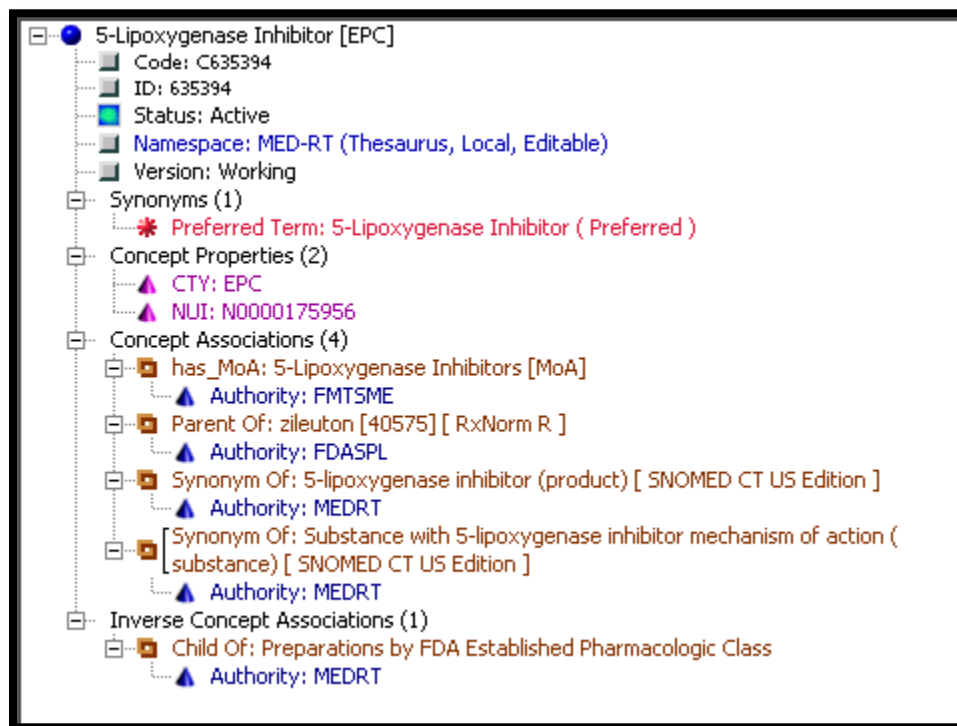 5-Lipoxygenase Inhibitor [EPC]
Code: C635394
ID: 635394
Status: Active
Namespace: MED-RT (Thesaurus, Local, Editable)
Version: Working
Synonyms (1)
Preferred Term: 5-Lipoxygenase Inhibitor ( Preferred )
Concept Properties (2)
CTY: EPC
NUI: N0000175956
Concept Associations (4)
has_MoA: 5-Lipoxygenase Inhibitors [MoA]
Authority: FMTSME
Parent Of: zileuton [40575] [ RxNorm R ]
Authority: FDASPL
Synonym Of: 5-lipoxygenase inhibitor (product) [ SNOMED CT US Edition ]
Authority: MEDRT
Synonym Of: Substance with 5-lipoxygenase inhibitor mechanism of action (
substance) [ SNOMED CT US Edition ]
Authority: MEDRT
Inverse Concept Associations (1)
Child Of: Preparations by FDA Established Pharmacologic Class
Authority: MEDRT